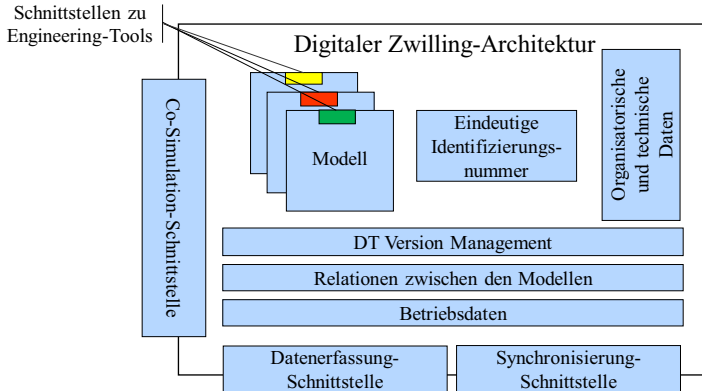 Schnittstellen zu
Engineering-Tools
Digitaler Zwilling-Architektur
Co-Simulation-Schnittstelle
Modell
Eindeutige
Identifizierungs-
nummer
Organisatorische
und technische
Daten
DT Version Management
Relationen zwischen den Modellen
Betriebsdaten
Datenerfassung-
Schnittstelle
Synchronisierung-
Schnittstelle